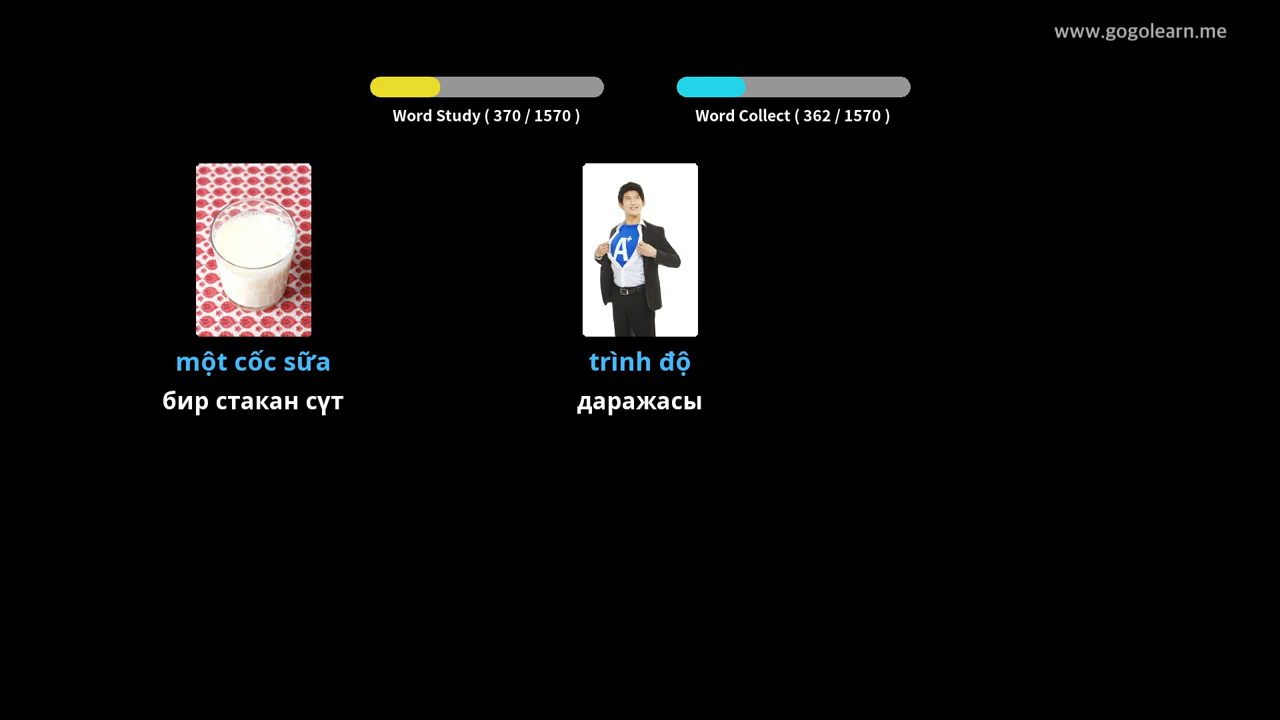 www.gogolearn.me
Word Study ( 370 / 1570 )
Word Collect ( 362 / 1570 )
A+
một cốc sữa
trình độ
бир стакан сүт
даражасы